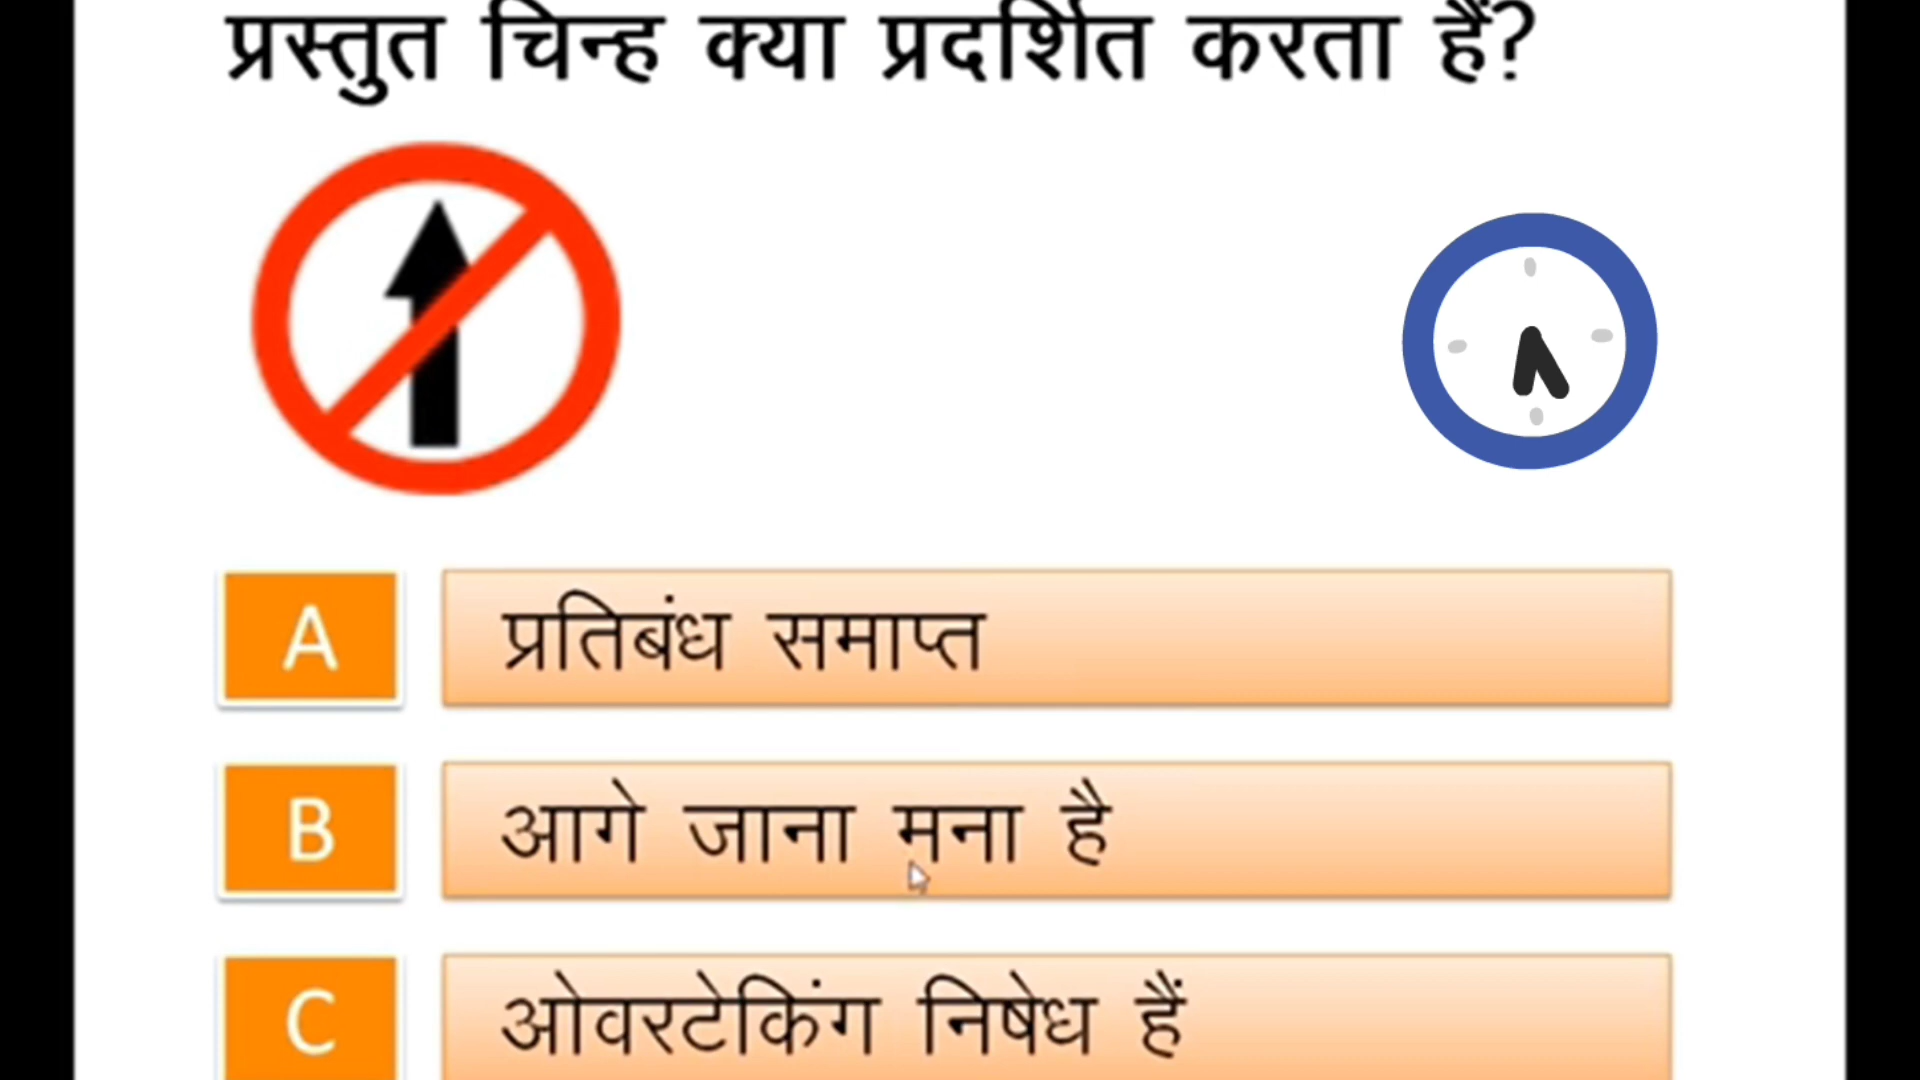 प्रस्तुत चिन्ह क्या प्रदर्शित करता हैं?
A प्रतिबंध समाप्त
B आगे जाना मना है
C ओवरटेकिंग निषेध हैं